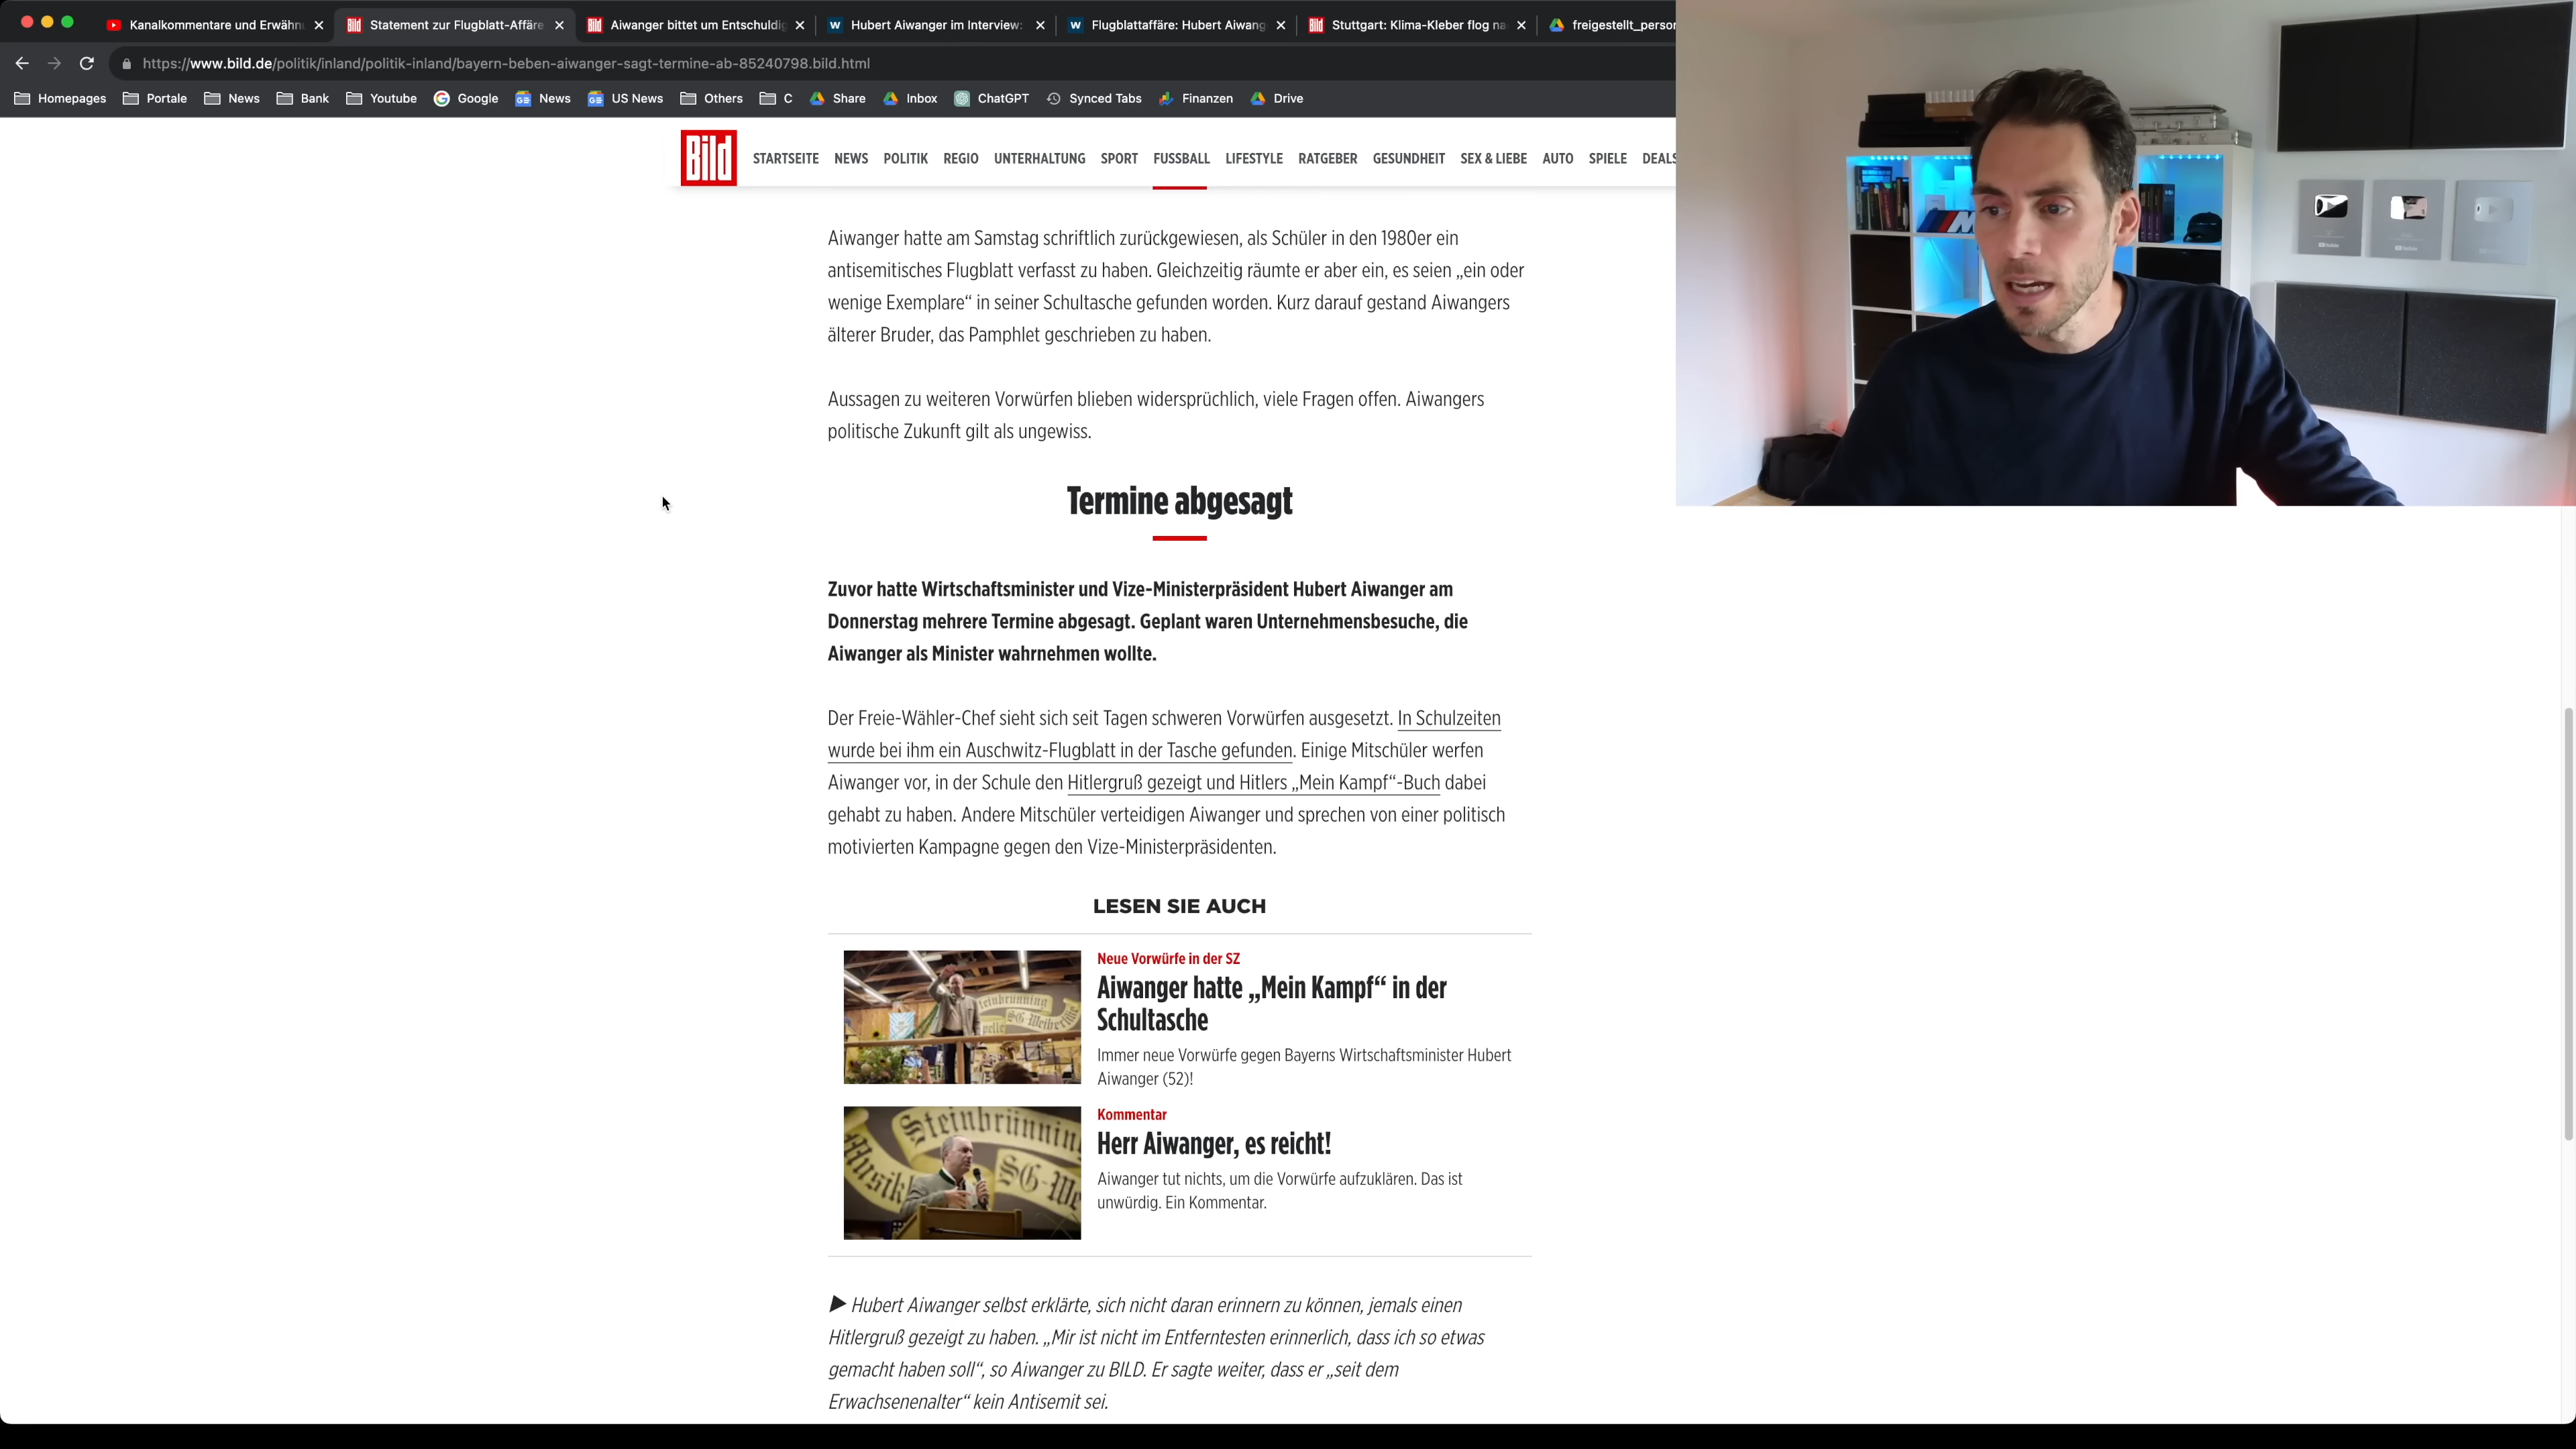 Kanalkommentare und Erwähn
Statement zur Flugblatt-Affäre
Aiwanger bittet um Entschuldig
Hubert Aiwanger im Interview:
Flugblattaffäre: Hubert Aiwang
Stuttgart: Klima-Kleber flog na
freigestellt_person
https://www.bild.de/politik/inland/politik-inland/bayern-beben-aiwanger-sagt-termine-ab-85240798.bild.html
Homepages Portale News Bank Youtube Google News US News Others C Share Inbox ChatGPT Synced Tabs Finanzen Drive
Bild STARTSEITE NEWS POLITIK REGIO UNTERHALTUNG SPORT FUSSBALL LIFESTYLE RATGEBER GESUNDHEIT SEX & LIEBE AUTO SPIELE DEALS
Aiwanger hatte am Samstag schriftlich zurückgewiesen, als Schüler in den 1980er ein
antisemitisches Flugblatt verfasst zu haben. Gleichzeitig räumte er aber ein, es seien „ein oder
wenige Exemplare“ in seiner Schultasche gefunden worden. Kurz darauf gestand Aiwangers
älterer Bruder, das Pamphlet geschrieben zu haben.
Aussagen zu weiteren Vorwürfen blieben widersprüchlich, viele Fragen offen. Aiwangers
politische Zukunft gilt als ungewiss.
Termine abgesagt
Zuvor hatte Wirtschaftsminister und Vize-Ministerpräsident Hubert Aiwanger am
Donnerstag mehrere Termine abgesagt. Geplant waren Unternehmensbesuche, die
Aiwanger als Minister wahrnehmen wollte.
Der Freie-Wähler-Chef sieht sich seit Tagen schweren Vorwürfen ausgesetzt. In Schulzeiten
wurde bei ihm ein Auschwitz-Flugblatt in der Tasche gefunden. Einige Mitschüler werfen
Aiwanger vor, in der Schule den Hitlergruß gezeigt und Hitlers „Mein Kampf“-Buch dabei
gehabt zu haben. Andere Mitschüler verteidigen Aiwanger und sprechen von einer politisch
motivierten Kampagne gegen den Vize-Ministerpräsidenten.
LESEN SIE AUCH
Neue Vorwürfe in der SZ
Aiwanger hatte „Mein Kampf“ in der
Schultasche
Immer neue Vorwürfe gegen Bayerns Wirtschaftsminister Hubert
Aiwanger (52)!
Kommentar
Herr Aiwanger, es reicht!
Aiwanger tut nichts, um die Vorwürfe aufzuklären. Das ist
unwürdig. Ein Kommentar.
▶ Hubert Aiwanger selbst erklärte, sich nicht daran erinnern zu können, jemals einen
Hitlergruß gezeigt zu haben. „Mir ist nicht im Entferntesten erinnerlich, dass ich so etwas
gemacht haben soll“, so Aiwanger zu BILD. Er sagte weiter, dass er „seit dem
Erwachsenenalter“ kein Antisemit sei.